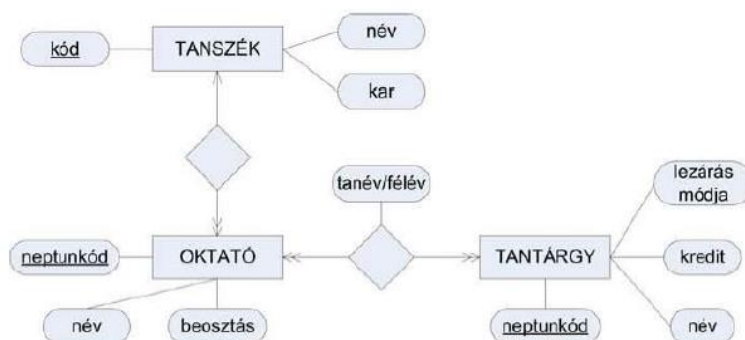 név
kód
TANSZÉK
kar
tanév/félév
lezárás
módja
neptunkód
OKTATÓ
TANTÁRGY
kredit
név
beosztás
neptunkód
név